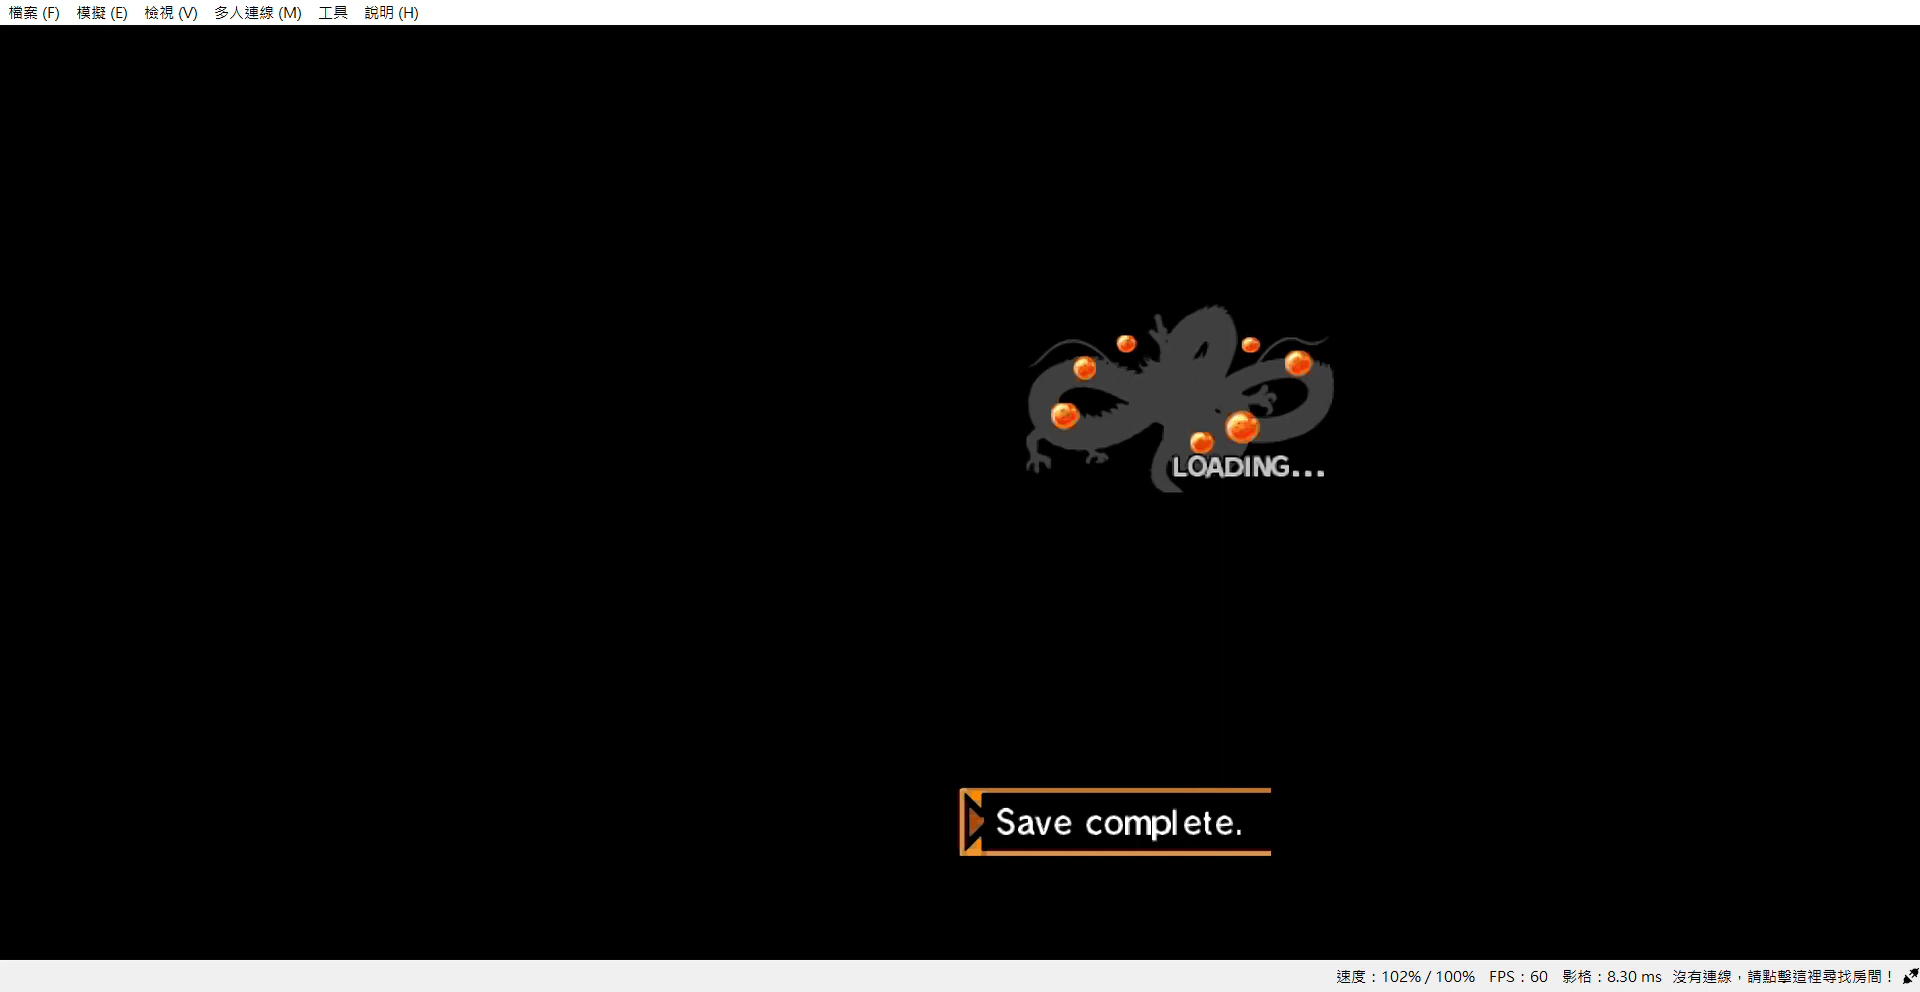 檔案 (F) 模擬 (E) 檢視 (V) 多人連線 (M) 工具 說明 (H)
LOADING...
Save complete.
速度：102% / 100% FPS：60 影格：8.30 ms 沒有連線，請點擊這裡尋找房間！